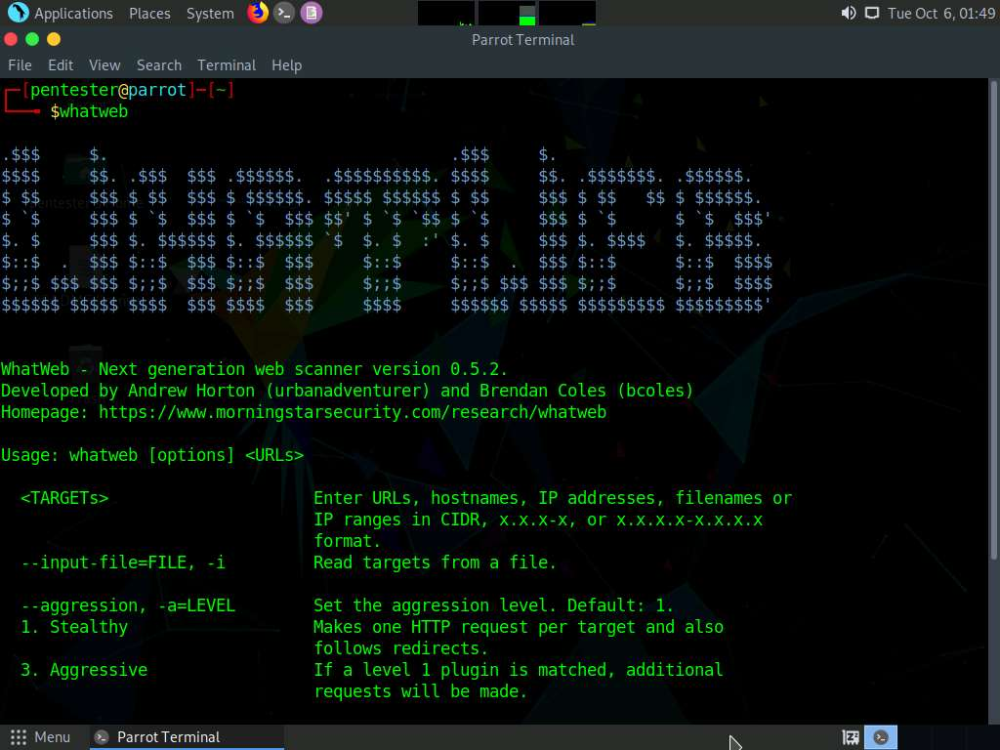 Applications Places System Tue Oct 6, 01:49
Parrot Terminal
File Edit View Search Terminal Help
┌─[pentester@parrot]─[~]
└──╼ $whatweb
.$$$     $.                                   .$$$     $.
$$$$     $$. .$$$  $$$ .$$$$$$.  .$$$$$$$$$$. $$$$     $$. .$$$$$$$. .$$$$$$.
$ $$     $$$ $ $$  $$$ $ $$$$$$. $$$$$ $$$$$$ $ $$     $$$ $ $$   $$ $ $$$$$$.
$ `$     $$$ $ `$  $$$ $ `$  $$$ $$' $ `$ `$$ $ `$     $$$ $ `$      $ `$  $$$'
$. $     $$$ $. $$$$$$ $. $$$$$$ `$  $. $  :' $. $     $$$ $. $$$$   $. $$$$$.
$::$  .  $$$ $::$  $$$ $::$  $$$     $::$     $::$  .  $$$ $::$      $::$  $$$$
$;;$ $$$ $$$ $;;$  $$$ $;;$  $$$     $;;$     $;;$ $$$ $$$ $;;$      $;;$  $$$$
$$$$$$ $$$$$ $$$$  $$$ $$$$  $$$     $$$$     $$$$$$ $$$$$ $$$$$$$$$ $$$$$$$$$'
WhatWeb - Next generation web scanner version 0.5.2.
Developed by Andrew Horton (urbanadventurer) and Brendan Coles (bcoles)
Homepage: https://www.morningstarsecurity.com/research/whatweb
Usage: whatweb [options] <URLs>
<TARGETs> Enter URLs, hostnames, IP addresses, filenames or
IP ranges in CIDR, x.x.x-x, or x.x.x.x-x.x.x.x
format.
--input-file=FILE, -i Read targets from a file.
--aggression, -a=LEVEL Set the aggression level. Default: 1.
1. Stealthy Makes one HTTP request per target and also
follows redirects.
3. Aggressive If a level 1 plugin is matched, additional
requests will be made.
Menu Parrot Terminal